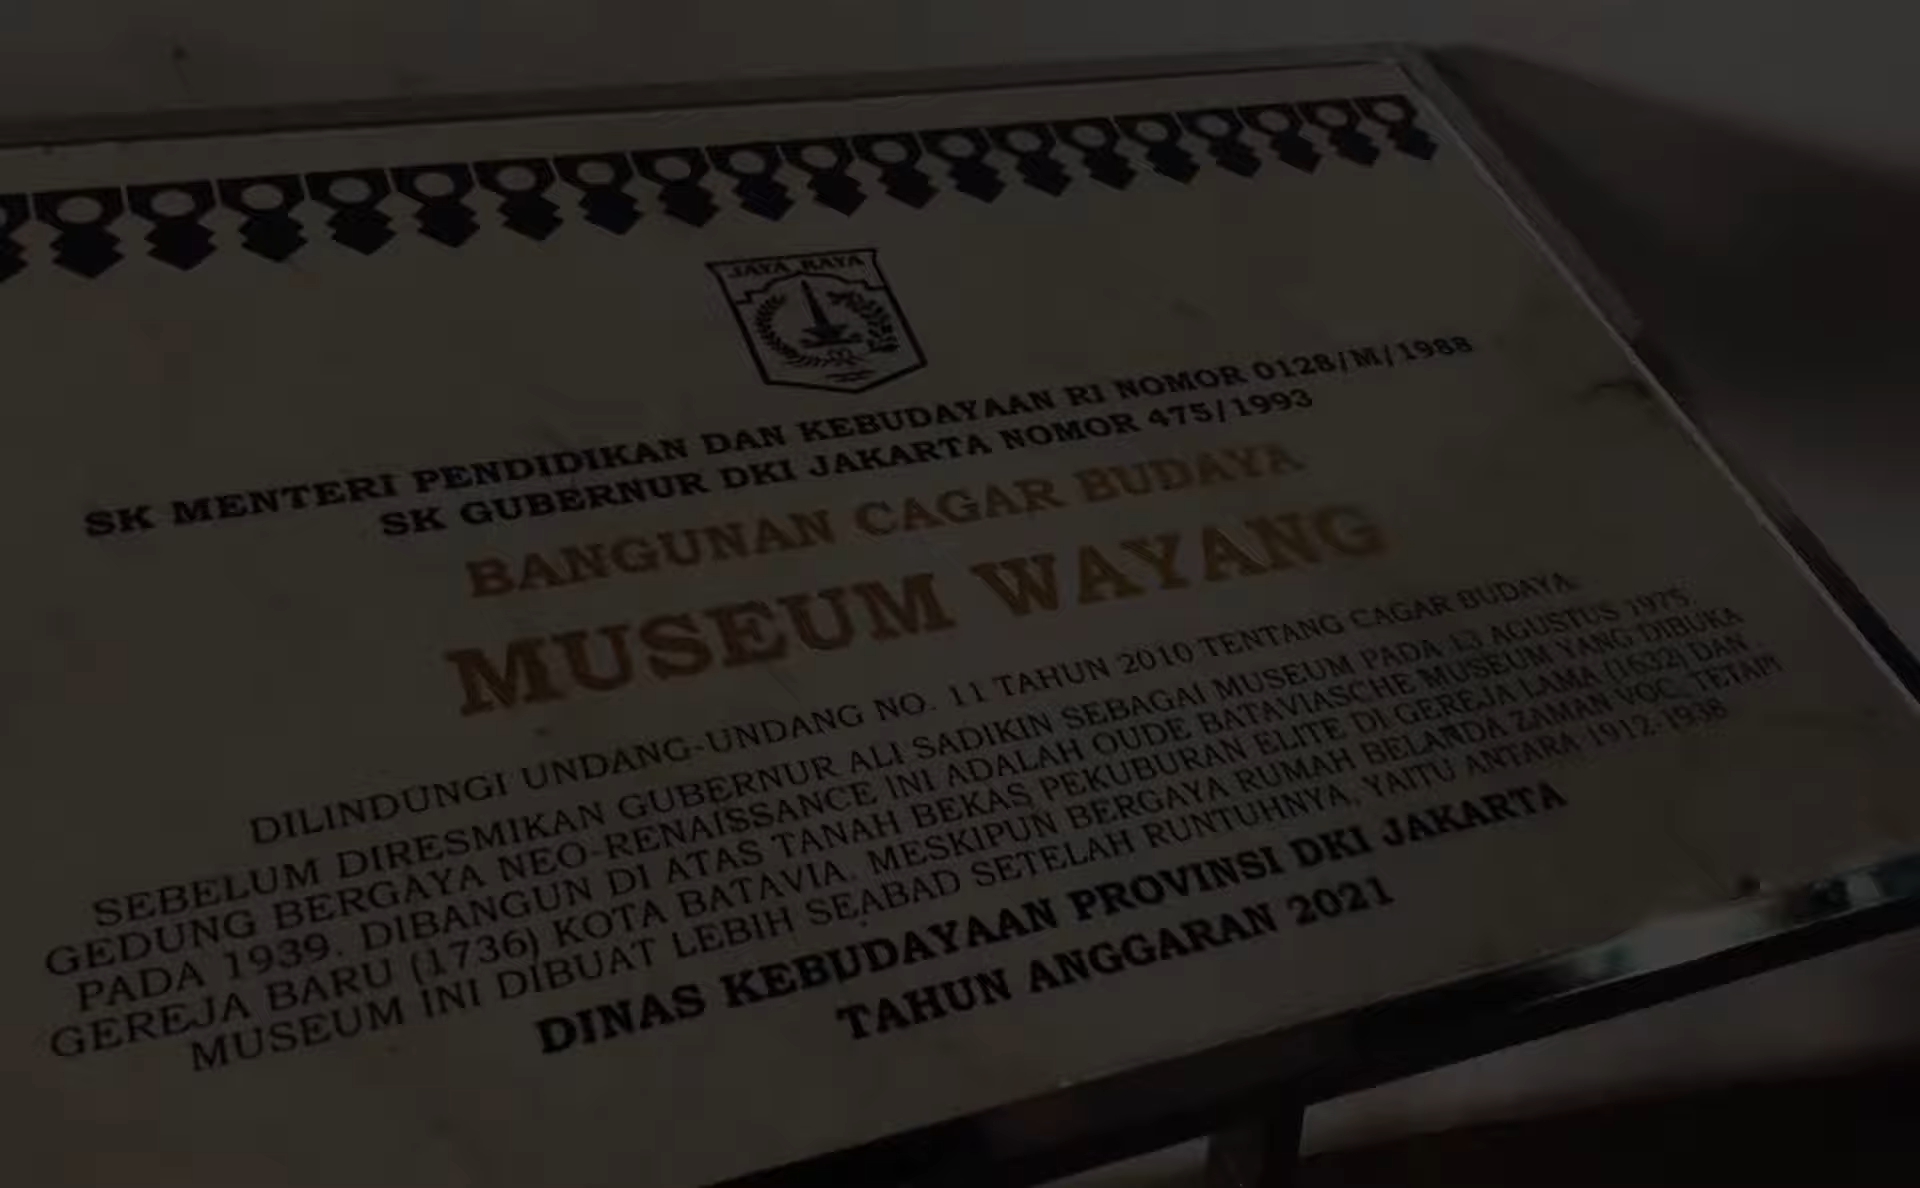 JAYA RAYA
SK MENTERI PENDIDIKAN DAN KEBUDAYAAN RI NOMOR 0128/M/1988
SK GUBERNUR DKI JAKARTA NOMOR 475/1993
BANGUNAN CAGAR BUDAYA
MUSEUM WAYANG
DILINDUNGI UNDANG-UNDANG NO. 11 TAHUN 2010 TENTANG CAGAR BUDAYA
SEBELUM DIRESMIKAN GUBERNUR ALI SADIKIN SEBAGAI MUSEUM PADA 13 AGUSTUS 1975.
GEDUNG BERGAYA NEO-RENAISSANCE INI ADALAH OUDE BATAVIASCHE MUSEUM YANG DIBUKA
PADA 1939. DIBANGUN DI ATAS TANAH BEKAS PEKUBURAN ELITE DI GEREJA LAMA (1632) DAN
GEREJA BARU (1736) KOTA BATAVIA. MESKIPUN BERGAYA RUMAH BELANDA ZAMAN VOC, TETAPI
MUSEUM INI DIBUAT LEBIH SEABAD SETELAH RUNTUHNYA, YAITU ANTARA 1912-1938
DINAS KEBUDAYAAN PROVINSI DKI JAKARTA
TAHUN ANGGARAN 2021